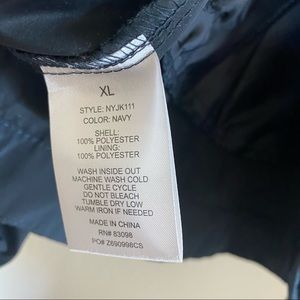 XL
STYLE: NYJK111
COLOR: NAVY
SHELL:
100% POLYESTER
LINING:
100% POLYESTER
WASH INSIDE OUT
MACHINE WASH COLD
GENTLE CYCLE
DO NOT BLEACH
TUMBLE DRY LOW
WARM IRON IF NEEDED
MADE IN CHINA
RN# 83098
PO# Z690998CS